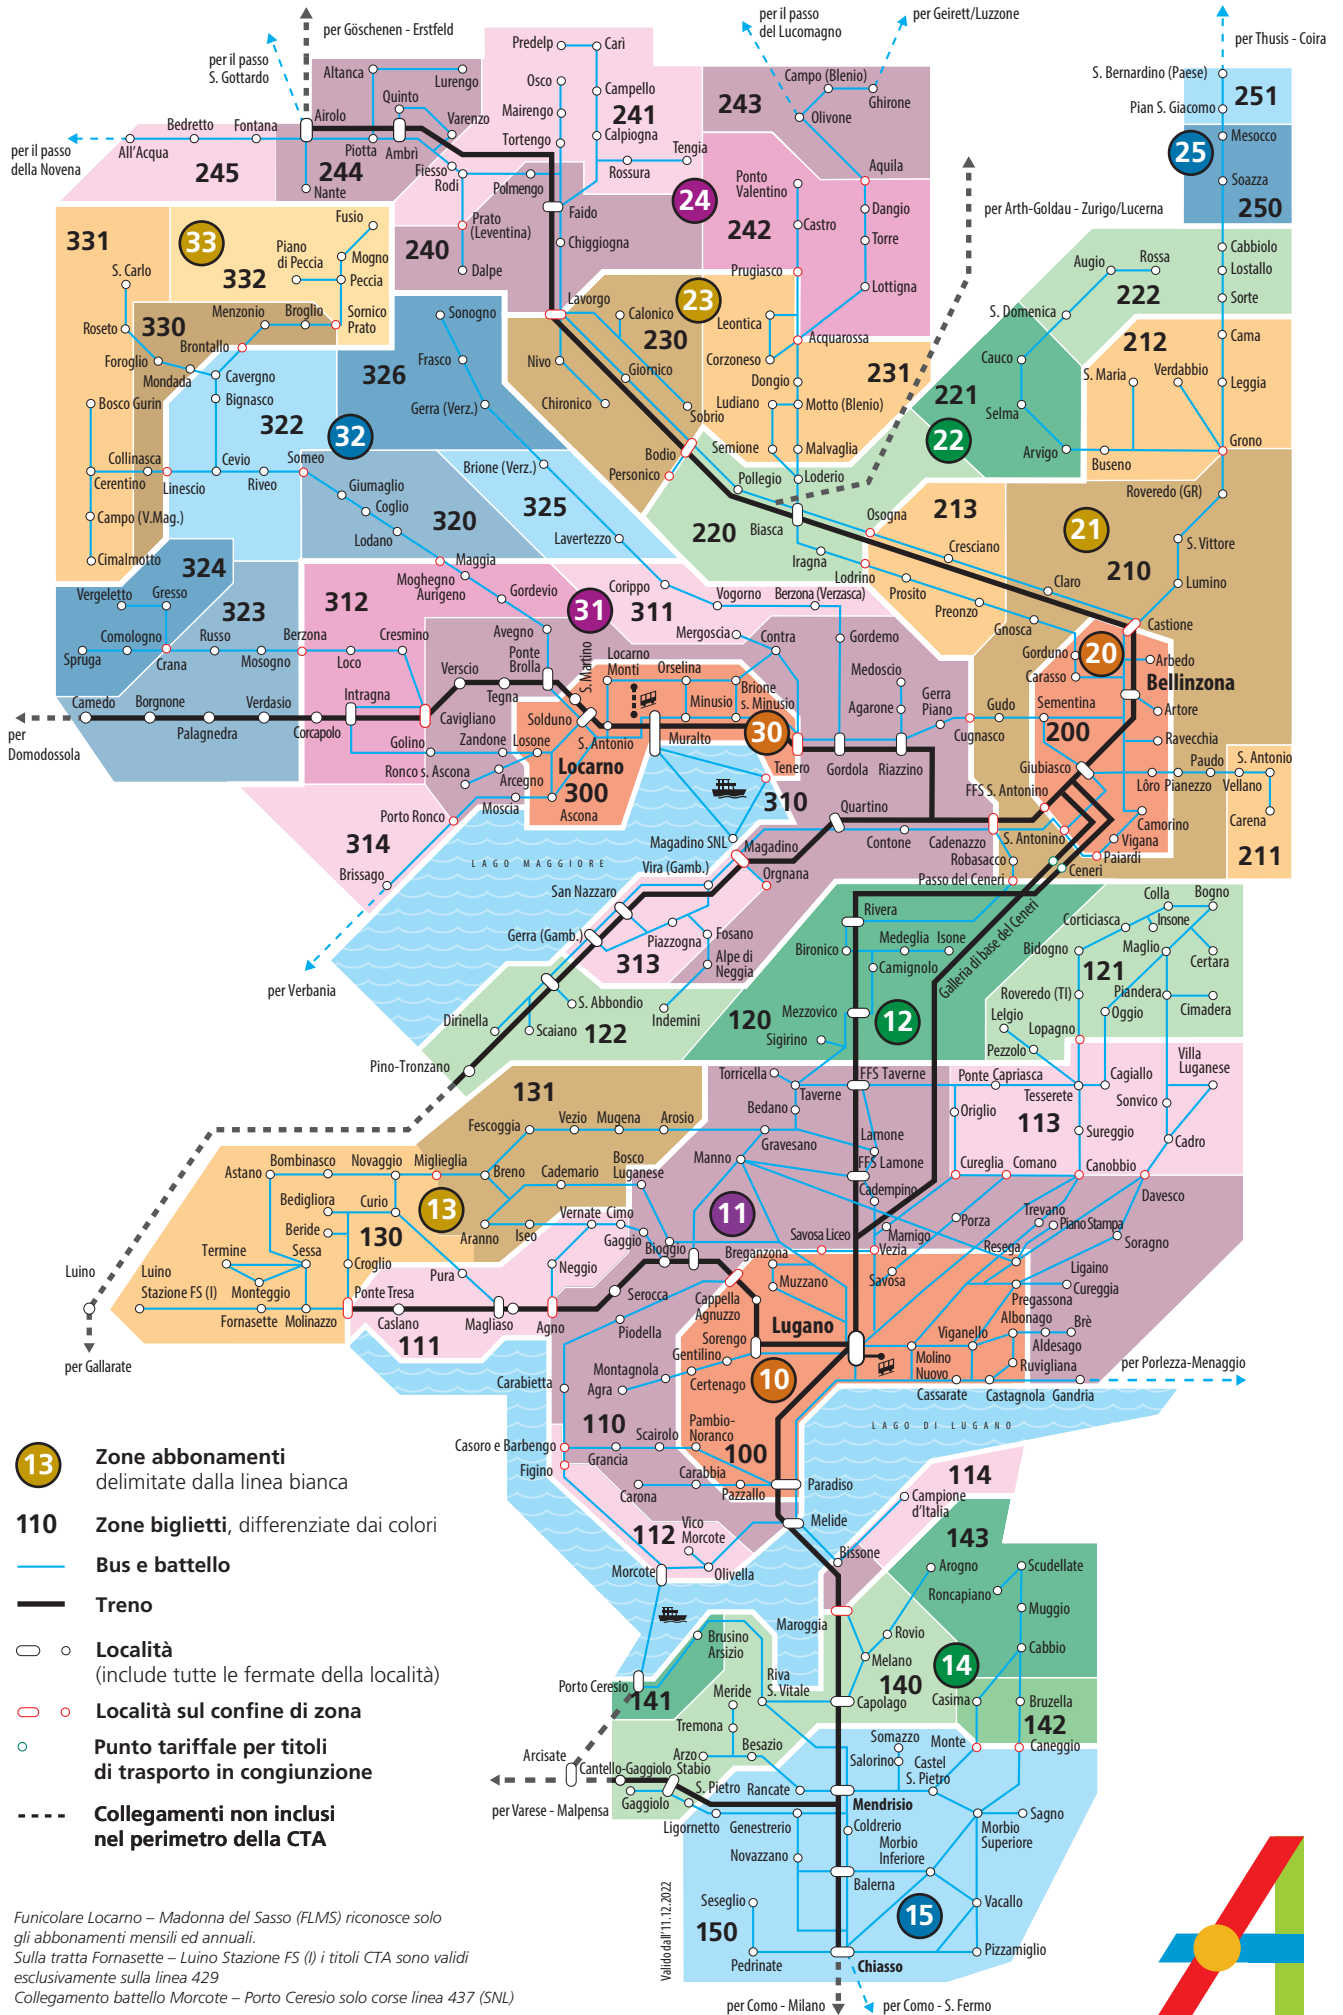 per Göschenen - Erstfeld
per il passo
S. Gottardo
per il passo
del Lucomagno
per Geirett/Luzzone
per Thusis - Coira
per il passo
della Novena
All'Acqua
Bedretto
Fontana
Airolo
245
244
Nante
Altanca
Lurengo
Quinto
Varenzo
Piotta
Ambrì
Fiesso
Rodi
Prato
(Leventina)
Dalpe
240
Predelp
Carì
Osco
Campello
Mairengo
241
Tortengo
Calpiogna
Tengia
Rossura
Polmengo
Faido
24
Chiggiogna
243
Campo (Blenio)
Ghirone
Olivone
Aquila
Ponto
Valentino
Dangio
Castro
242
Torre
Prugiasco
Lottigna
per Arth-Goldau - Zurigo/Lucerna
S. Bernardino (Paese)
Pian S. Giacomo
251
25
Mesocco
Soazza
250
Cabbiolo
Lostallo
Sorte
Cama
Leggia
Grono
Augio
Rossa
222
S. Domenica
Cauco
221
Selma
22
Arvigo
212
S. Maria
Verdabbio
Buseno
Roveredo (GR)
331
33
332
Fusio
Piano
di Peccia
Mogno
Peccia
S. Carlo
330
Menzonio
Broglio
Sornico
Prato
Roseto
Brontallo
Foroglio
Mondada
Cavergno
Bignasco
Bosco Gurin
322
32
Collinasca
Cerentino
Linescio
Cevio
Riveo
Someo
Campo (V.Mag.)
Cimalmotto
Giumaglio
Coglio
Lodano
320
Maggia
Sonogno
Frasco
326
Gerra (Verz.)
Brione (Verz.)
325
Lavertezzo
Lavorgo
23
Calonico
230
Nivo
Giornico
Chironico
Sobrio
Bodio
Personico
Leontica
Corzoneso
Acquarossa
231
Dongio
Ludiano
Motto (Blenio)
Semione
Malvaglia
Loderio
Pollegio
220
Biasca
Iragna
Lodrino
Osogna
213
Cresciano
Claro
Prosito
Preonzo
Gnosca
21
210
S. Vittore
Lumino
Castione
324
Vergeletto
Gresso
323
Spruga
Comologno
Crana
Russo
Mosogno
Berzona
312
Loco
Cresmino
Moghegno
Aurigeno
Gordevio
31
Avegno
Ponte
Brolla
Verscio
Tegna
Intragna
Cavigliano
Golino
Camedo
Borgnone
Palagnedra
Verdasio
Corcapolo
per
Domodossola
Corippo
311
Vogorno
Berzona (Verzasca)
Mergoscia
Contra
Gordemo
S. Martino
Locarno
Monti
Orselina
Minusio
Brione
s. Minusio
30
Solduno
S. Antonio
Muralto
Locarno
300
Losone
Zandone
Ronco s. Ascona
Arcegno
Moscia
Ascona
Tenero
Gordola
Riazzino
310
Medoscio
Agarone
Gerra
Piano
Cugnasco
Gudo
Sementina
Gorduno
Carasso
20
Arbedo
Bellinzona
Artore
200
Ravecchia
Giubiasco
Lôro
Pianezzo
Paudo
Vellano
S. Antonio
Carena
211
Camorino
Vigana
Paiardi
FFS S. Antonino
S. Antonino
Ceneri
Quartino
Contone
Cadenazzo
Robasacco
Passo del Ceneri
Porto Ronco
314
Brissago
per Verbania
LAGO MAGGIORE
Magadino SNL
Magadino
Vira (Gamb.)
Orgnana
San Nazzaro
Gerra (Gamb.)
Piazzogna
Fosano
Alpe di
Neggia
313
Indemini
S. Abbondio
Scaiano
Dirinella
122
Pino-Tronzano
Rivera
Bironico
Medeglia
Isone
Camignolo
Mezzovico
120
12
Sigirino
Galleria di base del Ceneri
Colla
Bogno
Corticiasca
Insone
Bidogno
Maglio
Certara
121
Roveredo (TI)
Piandera
Cimadera
Lelgio
Lopagno
Oggio
Pezzolo
Villa
Luganese
Ponte Capriasca
Tesserete
Cagiallo
Origlio
113
Sonvico
Sureggio
Cadro
Cureglia
Comano
Canobbio
Davesco
Torricella
FFS Taverne
Taverne
Bedano
Gravesano
Lamone
FFS Lamone
Manno
Cadempino
131
Fescoggia
Vezio
Mugena
Arosio
Breno
Cademario
Bosco
Luganese
Miglieglia
13
Aranno
Iseo
Vernate
Cimo
Gaggio
Bioggio
11
Astano
Bombinasco
Novaggio
Bedigliora
Curio
Beride
130
Termine
Sessa
Croglio
Pura
Luino
Stazione FS (I)
Monteggio
Fornasette
Molinazzo
Luino
per Gallarate
Ponte Tresa
Caslano
Magliaso
Agno
Neggio
111
Serocca
Piodella
Savosa Liceo
Breganzona
Muzzano
Cappella
Agnuzzo
Vezia
Savosa
Mamigo
Porza
Trevano
Piano Stampa
Soragno
Resega
Ligaino
Cureggia
Pregassona
Lugano
Sorengo
Gentilino
Montagnola
Agra
Certenago
10
Viganello
Molino
Nuovo
Albonago
Brè
Aldesago
Ruvigliana
Cassarate
Castagnola
Gandria
per Porlezza-Menaggio
Carabietta
110
Casoro e Barbengo
Figino
Grancia
Scairolo
Pambio-
Noranco
100
Carabbia
Carona
Pazzallo
Paradiso
LAGO DI LUGANO
112
Vico
Morcote
Morcote
Olivella
Melide
Bissone
114
Campione
d'Italia
143
Arogno
Scudellate
Roncapiano
Muggio
Cabbio
Maroggia
Rovio
Melano
14
140
Casima
Bruzella
142
Caneggio
Monte
Capolago
Brusino
Arsizio
Porto Ceresio
141
Riva
S. Vitale
Meride
Tremona
Arzo
Besazio
Arcisate
Cantello-Gaggiolo
Stabio
Gaggiolo
S. Pietro
Rancate
per Varese - Malpensa
Ligornetto
Genestrerio
Somazzo
Salorino
Castel
S. Pietro
Mendrisio
Coldrerio
Novazzano
Morbio
Inferiore
Morbio
Superiore
Sagno
Balerna
Vacallo
15
Seseglio
150
Pedrinate
Chiasso
Pizzamiglio
per Como - Milano
per Como - S. Fermo
Valido dall'11.12.2022
13
Zone abbonamenti
delimitate dalla linea bianca
110
Zone biglietti, differenziate dai colori
Bus e battello
Treno
Località
(include tutte le fermate della località)
Località sul confine di zona
Punto tariffale per titoli
di trasporto in congiunzione
Collegamenti non inclusi
nel perimetro della CTA
Funicolare Locarno – Madonna del Sasso (FLMS) riconosce solo
gli abbonamenti mensili ed annuali.
Sulla tratta Fornasette – Luino Stazione FS (I) i titoli CTA sono validi
esclusivamente sulla linea 429
Collegamento battello Morcote – Porto Ceresio solo corse linea 437 (SNL)